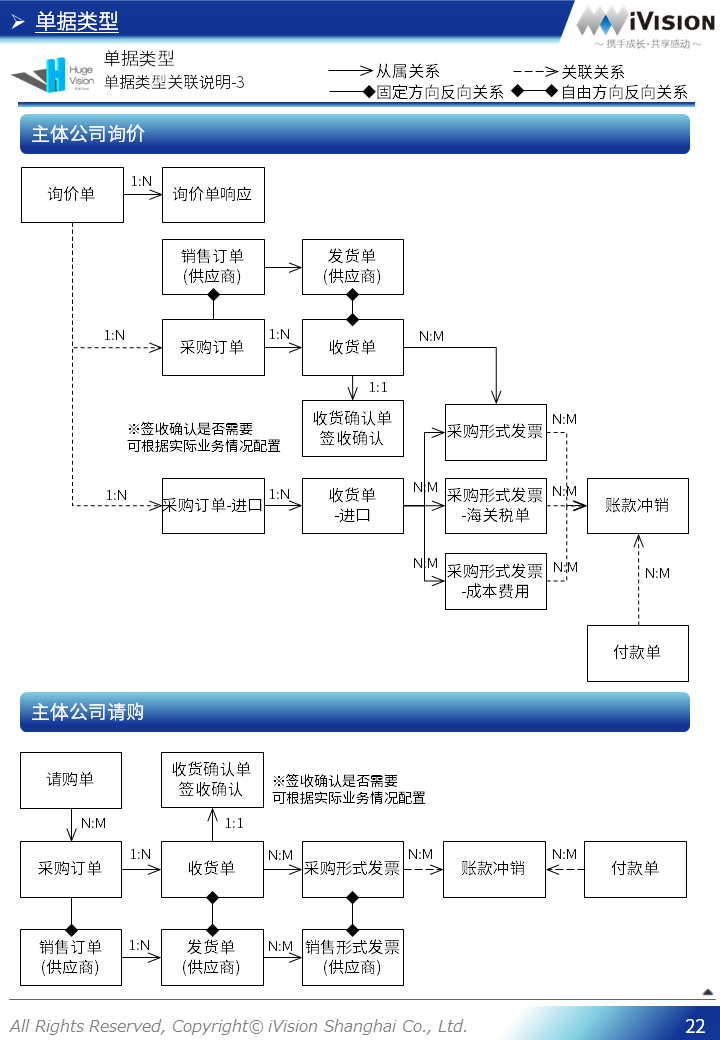 单据类型
iVision
～ 携手成长·共享感动 ～
Huge
Vision
单据类型
单据类型关联说明-3
从属关系
关联关系
固定方向反向关系
自由方向反向关系
主体公司询价
询价单
1:N
询价单响应
销售订单
(供应商)
发货单
(供应商)
1:N
采购订单
1:N
收货单
N:M
1:1
※签收确认是否需要
可根据实际业务情况配置
收货确认单
签收确认
采购形式发票
N:M
1:N
采购订单-进口
1:N
收货单
-进口
N:M
采购形式发票
-海关税单
N:M
账款冲销
N:M
采购形式发票
-成本费用
N:M
N:M
付款单
主体公司请购
请购单
收货确认单
签收确认
※签收确认是否需要
可根据实际业务情况配置
N:M
1:1
采购订单
1:N
收货单
N:M
采购形式发票
N:M
账款冲销
N:M
付款单
销售订单
(供应商)
1:N
发货单
(供应商)
N:M
销售形式发票
(供应商)
All Rights Reserved, Copyright© iVision Shanghai Co., Ltd.
22